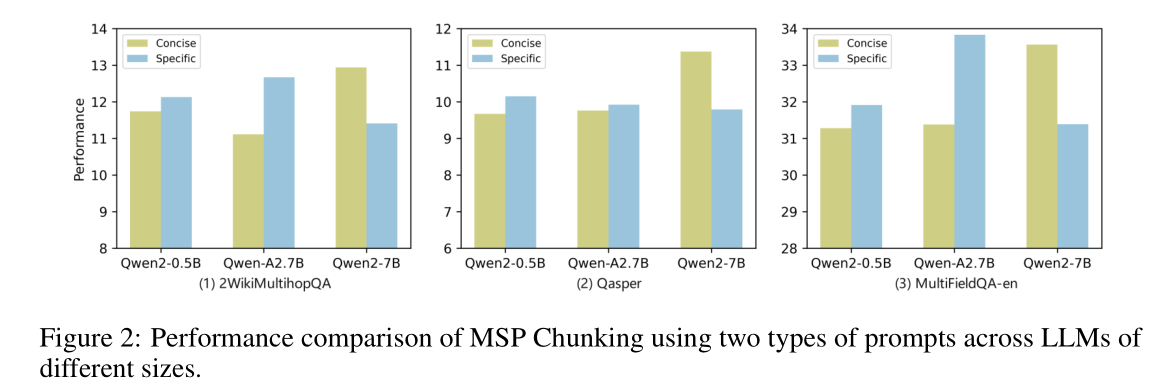 Performance
14
13
12
11
10
9
8
Concise
Specific
Qwen2-0.5B
Qwen-A2.7B
Qwen2-7B
(1) 2WikiMultihopQA
12
11
10
9
8
7
6
Concise
Specific
Qwen2-0.5B
Qwen-A2.7B
Qwen2-7B
(2) Qasper
34
33
32
31
30
29
28
Concise
Specific
Qwen2-0.5B
Qwen-A2.7B
Qwen2-7B
(3) MultiFieldQA-en
Figure 2: Performance comparison of MSP Chunking using two types of prompts across LLMs of
different sizes.